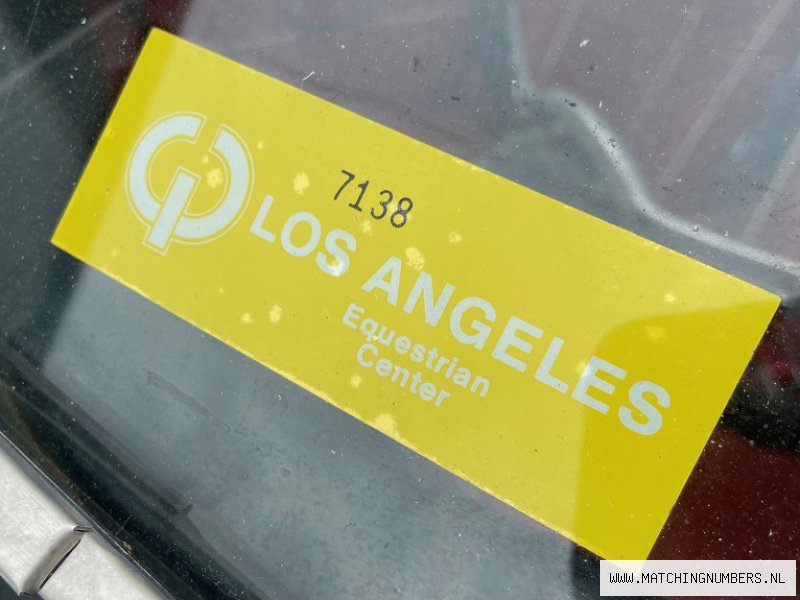 7138
LOS ANGELES
Equestrian
Center
WWW.MATCHINGNUMBERS.NL